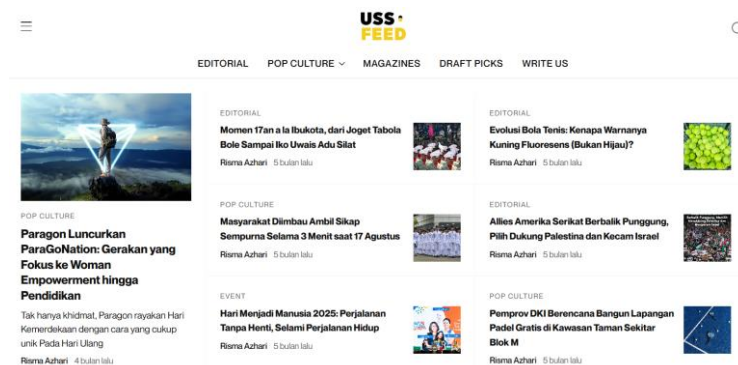 USS
FEED
EDITORIAL
POP CULTURE
MAGAZINES
DRAFT PICKS
WRITE US
POP CULTURE
Paragon Luncurkan
ParaGoNation: Gerakan yang
Fokus ke Woman
Empowerment hingga
Pendidikan
Tak hanya khidmat, Paragon rayakan Hari
Kemerdekaan dengan cara yang cukup
unik Pada Hari Ulang
Risma Azhari 4 bulan lalu
EDITORIAL
Momen 17an a la Ibukota, dari Joget Tabola
Bole Sampai Iko Uwais Adu Silat
Risma Azhari 5 bulan lalu
POP CULTURE
Masyarakat Diimbau Ambil Sikap
Sempurna Selama 3 Menit saat 17 Agustus
Risma Azhari 5 bulan lalu
EVENT
Hari Menjadi Manusia 2025: Perjalanan
Tanpa Henti, Selami Perjalanan Hidup
Risma Azhari 5 bulan lalu
EDITORIAL
Evolusi Bola Tenis: Kenapa Warnanya
Kuning Fluoresens (Bukan Hijau)?
Risma Azhari 5 bulan lalu
EDITORIAL
Allies Amerika Serikat Berbalik Punggung,
Pilih Dukung Palestina dan Kecam Israel
Risma Azhari 5 bulan lalu
POP CULTURE
Pemprov DKI Berencana Bangun Lapangan
Padel Gratis di Kawasan Taman Sekitar
Blok M
Risma Azhari 5 bulan lalu